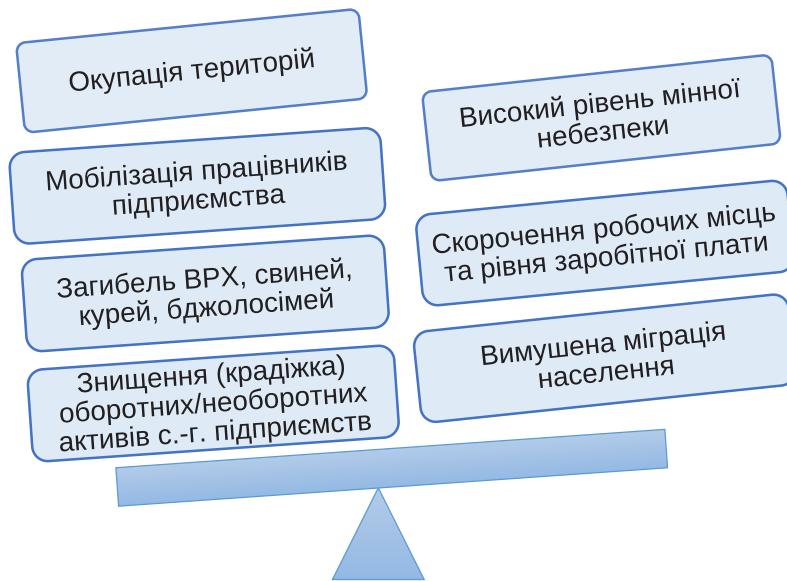 Окупація територій
Мобілізація працівників
підприємства
Загибель ВРХ, свиней,
курей, бджолосімей
Знищення (крадіжка)
оборотних/необоротних
активів с.-г. підприємств
Високий рівень мінної
небезпеки
Скорочення робочих місць
та рівня заробітної плати
Вимушена міграція
населення